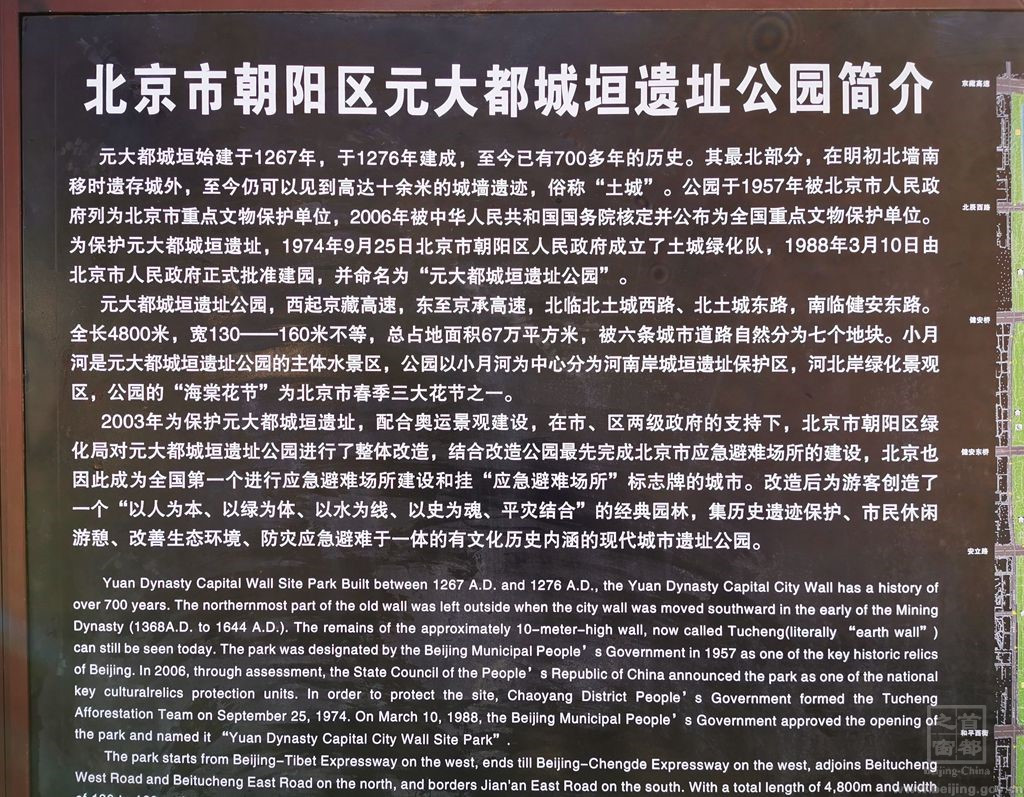 北京市朝阳区元大都城垣遗址公园简介
元大都城垣始建于1267年，于1276年建成，至今已有700多年的历史。其最北部分，在明初北墙南
移时遗存城外，至今仍可以见到高达十余米的城墙遗迹，俗称“土城”。公园于1957年被北京市人民政
府列为北京市重点文物保护单位，2006年被中华人民共和国国务院核定并公布为全国重点文物保护单位。
为保护元大都城垣遗址，1974年9月25日北京市朝阳区人民政府成立了土城绿化队，1988年3月10日由
北京市人民政府正式批准建园，并命名为“元大都城垣遗址公园”。
元大都城垣遗址公园，西起京藏高速，东至京承高速，北临北土城西路、北土城东路，南临健安东路。
全长4800米，宽130——160米不等，总占地面积67万平方米，被六条城市道路自然分为七个地块。小月
河是元大都城垣遗址公园的主体水景区，公园以小月河为中心分为河南岸城垣遗址保护区，河北岸绿化景观
区，公园的“海棠花节”为北京市春季三大花节之一。
2003年为保护元大都城垣遗址，配合奥运景观建设，在市、区两级政府的支持下，北京市朝阳区绿
化局对元大都城垣遗址公园进行了整体改造，结合改造公园最先完成北京市应急避难场所的建设，北京也
因此成为全国第一个进行应急避难场所建设和挂“应急避难场所”标志牌的城市。改造后为游客创造了
一个“以人为本、以绿为体、以水为线、以史为魂、平灾结合”的经典园林，集历史遗迹保护、市民休闲
游憩、改善生态环境、防灾应急避难于一体的有文化历史内涵的现代城市遗址公园。
Yuan Dynasty Capital Wall Site Park Built between 1267 A.D. and 1276 A.D., the Yuan Dynasty Capital City Wall has a history of
over 700 years. The northernmost part of the old wall was left outside when the city wall was moved southward in the early of the Mining
Dynasty (1368A.D. to 1644 A.D.). The remains of the approximately 10-meter-high wall, now called Tucheng(literally “earth wall”)
can still be seen today. The park was designated by the Beijing Municipal People’s Government in 1957 as one of the key historic relics
of Beijing. In 2006, through assessment, the State Council of the People’s Republic of China announced the park as one of the national
key culturalrelics protection units. In order to protect the site, Chaoyang District People’s Government formed the Tucheng
Afforestation Team on September 25, 1974. On March 10, 1988, the Beijing Municipal People’s Government approved the opening of
the park and named it “Yuan Dynasty Capital City Wall Site Park”.
The park starts from Beijing-Tibet Expressway on the west, ends till Beijing-Chengde Expressway on the west, adjoins Beitucheng
West Road and Beitucheng East Road on the north, and borders Jian'an East Road on the south. With a total length of 4,800m and width
京藏高速
北辰西路
健安桥
健安东桥
安立路
和平西街
首都之窗
Beijing-China
www.beijing.gov.cn